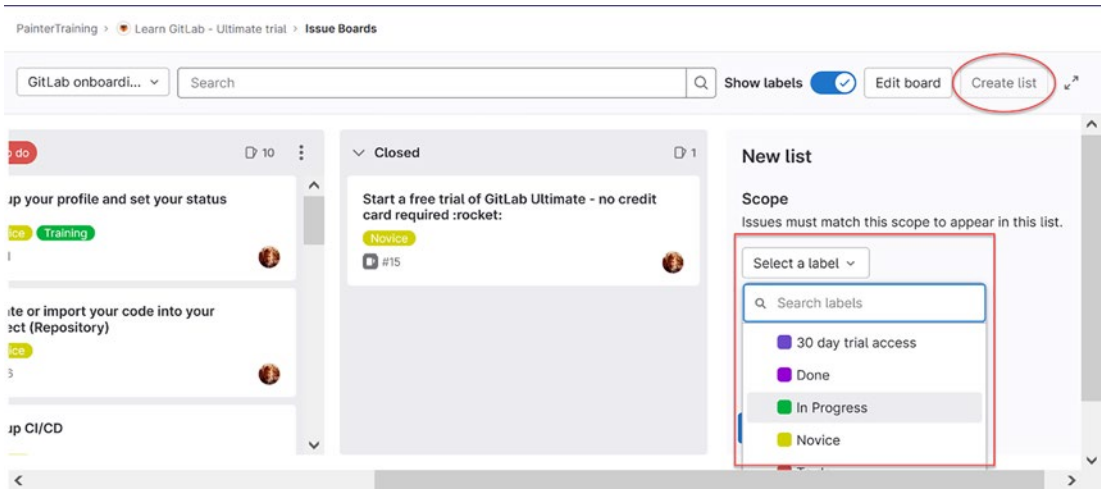 PainterTraining > Learn GitLab - Ultimate trial > Issue Boards
GitLab onboardi...
Search
Show labels
Edit board
Create list
do
10
up your profile and set your status
Training
or import your code into your
(Repository)
up CI/CD
Closed
1
Start a free trial of GitLab Ultimate - no credit
card required :rocket:
Novice
#15
New list
Scope
Issues must match this scope to appear in this list.
Select a label
Search labels
30 day trial access
Done
In Progress
Novice